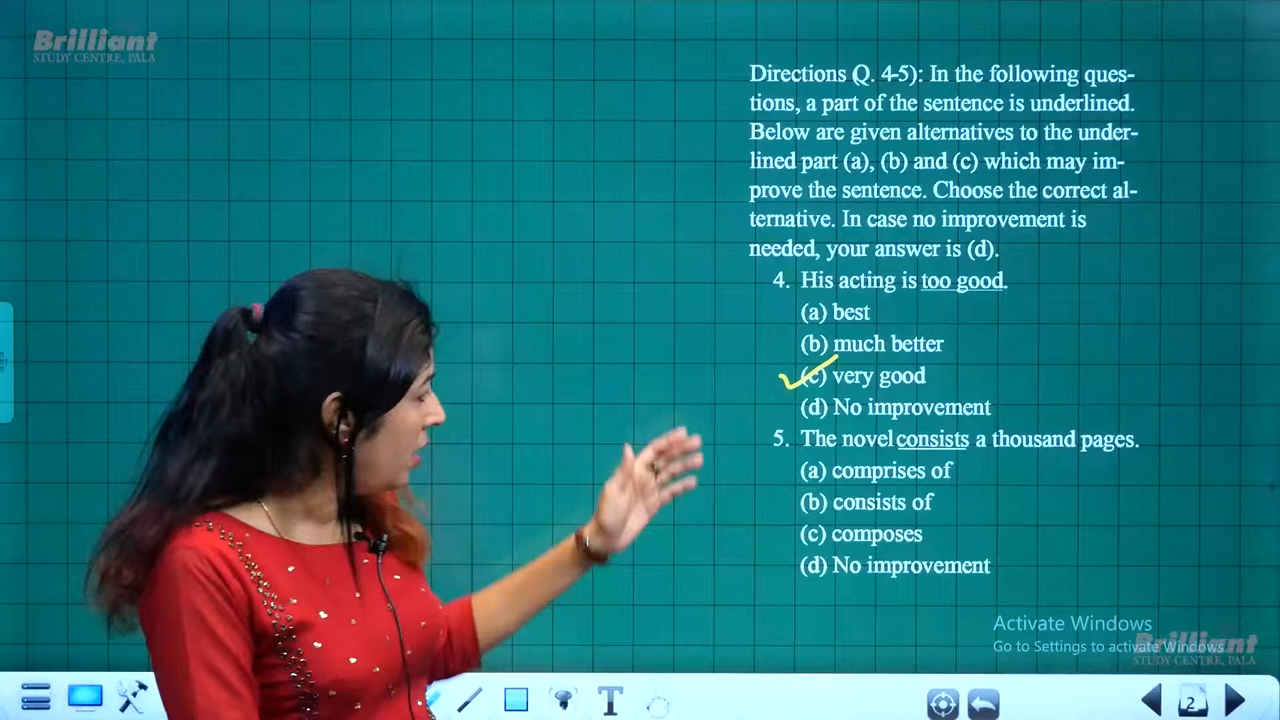 Brilliant
STUDY CENTRE, PALA
Directions (Q. 4-5): In the following ques-
tions, a part of the sentence is underlined.
Below are given alternatives to the under-
lined part (a), (b) and (c) which may im-
prove the sentence. Choose the correct al-
ternative. In case no improvement is
needed, your answer is (d).
4. His acting is too good.
(a) best
(b) much better
(c) very good
(d) No improvement
5. The novel consists a thousand pages.
(a) comprises of
(b) consists of
(c) composes
(d) No improvement
Activate Windows
Go to Settings to activate Windows.
Brilliant
STUDY CENTRE, PALA
T
2